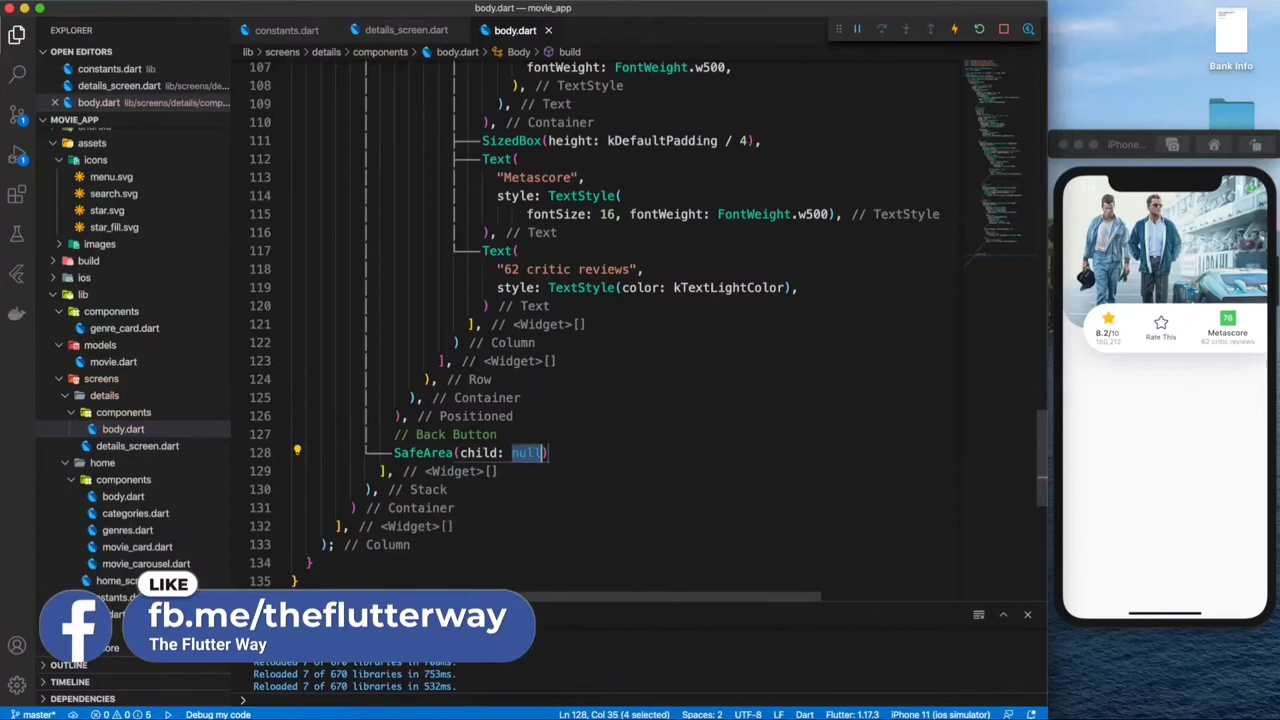 body.dart — movie_app
EXPLORER
constants.dart
details_screen.dart
body.dart
OPEN EDITORS
constants.dart lib
details_screen.dart lib/screens/de...
body.dart lib/screens/details/comp...
MOVIE_APP
assets
icons
menu.svg
search.svg
star.svg
star_fill.svg
images
build
ios
lib
components
genre_card.dart
models
movie.dart
screens
details
components
body.dart
details_screen.dart
home
components
body.dart
categories.dart
genres.dart
movie_card.dart
movie_carousel.dart
OUTLINE
TIMELINE
DEPENDENCIES
lib > screens > details > components > body.dart > Body > build
107 fontWeight: FontWeight.w500,
108 ), // TextStyle
109 ), // Text
110 ), // Container
111 SizedBox(height: kDefaultPadding / 4),
112 Text(
113 "Metascore",
114 style: TextStyle(
115 fontSize: 16, fontWeight: FontWeight.w500), // TextStyle
116 ), // Text
117 Text(
118 "62 critic reviews",
119 style: TextStyle(color: kTextLightColor),
120 ) // Text
121 ], // <Widget>[]
122 ) // Column
123 ], // <Widget>[]
124 ), // Row
125 ), // Container
126 ), // Positioned
127 // Back Button
128 SafeArea(child: null)
129 ], // <Widget>[]
130 ), // Stack
131 ) // Container
132 ], // <Widget>[]
133 ); // Column
134 }
135 }
Reloaded 7 of 670 libraries in 753ms.
Reloaded 7 of 670 libraries in 532ms.
LIKE
fb.me/theflutterway
The Flutter Way
Bank Info
iPhone...
8.2/10
150,212
Rate This
76
Metascore
62 critic reviews
master* 0 0 5 Debug my code
Ln 128, Col 35 (4 selected) Spaces: 2 UTF-8 LF Dart Flutter: 1.17.3 iPhone 11 (ios simulator)